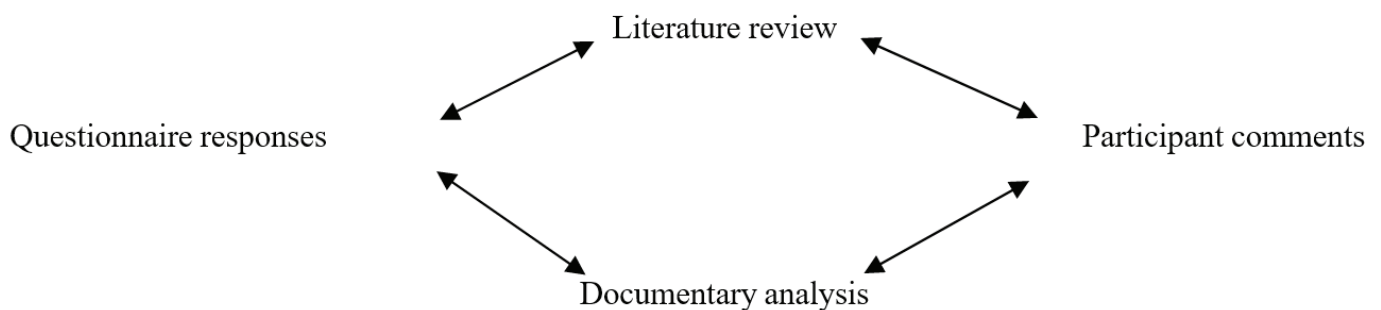 Literature review
Questionnaire responses
Participant comments
Documentary analysis